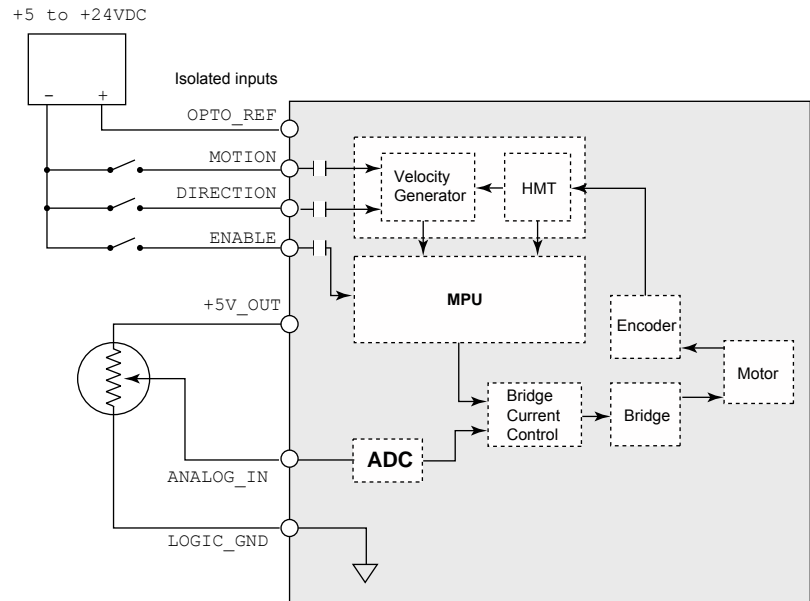 +5 to +24VDC
− +
Isolated inputs
OPTO_REF
MOTION
DIRECTION
ENABLE
+5V_OUT
ANALOG_IN
LOGIC_GND
Velocity
Generator
HMT
MPU
Encoder
Motor
Bridge
Current
Control
Bridge
ADC